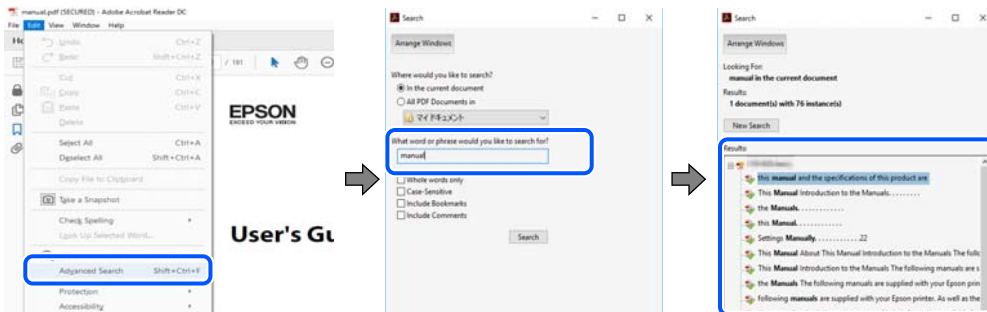 manual.pdf (SECURED) - Adobe Acrobat Reader DC
File Edit View Window Help
Undo Ctrl+Z
Redo Shift+Ctrl+Z
Cut Ctrl+X
Copy Ctrl+C
Paste Ctrl+V
Delete
Select All Ctrl+A
Deselect All Shift+Ctrl+A
Copy File to Clipboard
Take a Snapshot
Check Spelling
Look Up Selected Word...
Advanced Search Shift+Ctrl+F
Protection
Accessibility
/ 181
EPSON
EXCEED YOUR VISION
User's Gu
Search
Arrange Windows
Where would you like to search?
In the current document
All PDF Documents in
マイ ドキュメント
What word or phrase would you like to search for?
manual
Whole words only
Case-Sensitive
Include Bookmarks
Include Comments
Search
Search
Arrange Windows
Looking For:
manual in the current document
Results:
1 document(s) with 76 instance(s)
New Search
Results:
this manual and the specifications of this product are
This Manual Introduction to the Manuals. . . . . . . . .
the Manuals. . . . . . . . . . . . .
this Manual. . . . . . . . . . . . .
Settings Manually. . . . . . . . . . . . .22
This Manual About This Manual Introduction to the Manuals The follo
This Manual Introduction to the Manuals The following manuals are s
the Manuals The following manuals are supplied with your Epson prin
following manuals are supplied with your Epson printer. As well as the